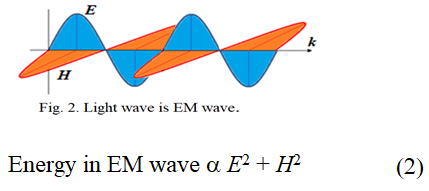 E
k
H
Fig. 2. Light wave is EM wave.
Energy in EM wave α E² + H² (2)